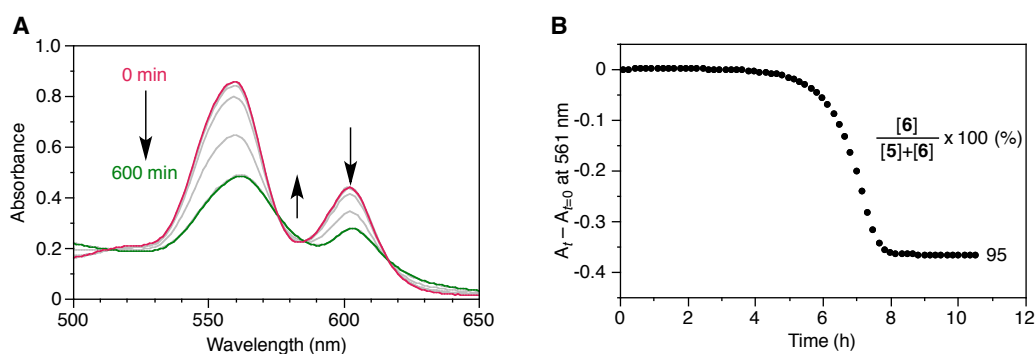 A
1.0
0.8
0.6
0.4
0.2
0.0
Absorbance
0 min
600 min
500
550
600
650
Wavelength (nm)
B
0
-0.1
-0.2
-0.3
-0.4
A𝑡 – A𝑡=0 at 561 nm
[6]
[5]+[6]
x 100 (%)
95
0
2
4
6
8
10
12
Time (h)